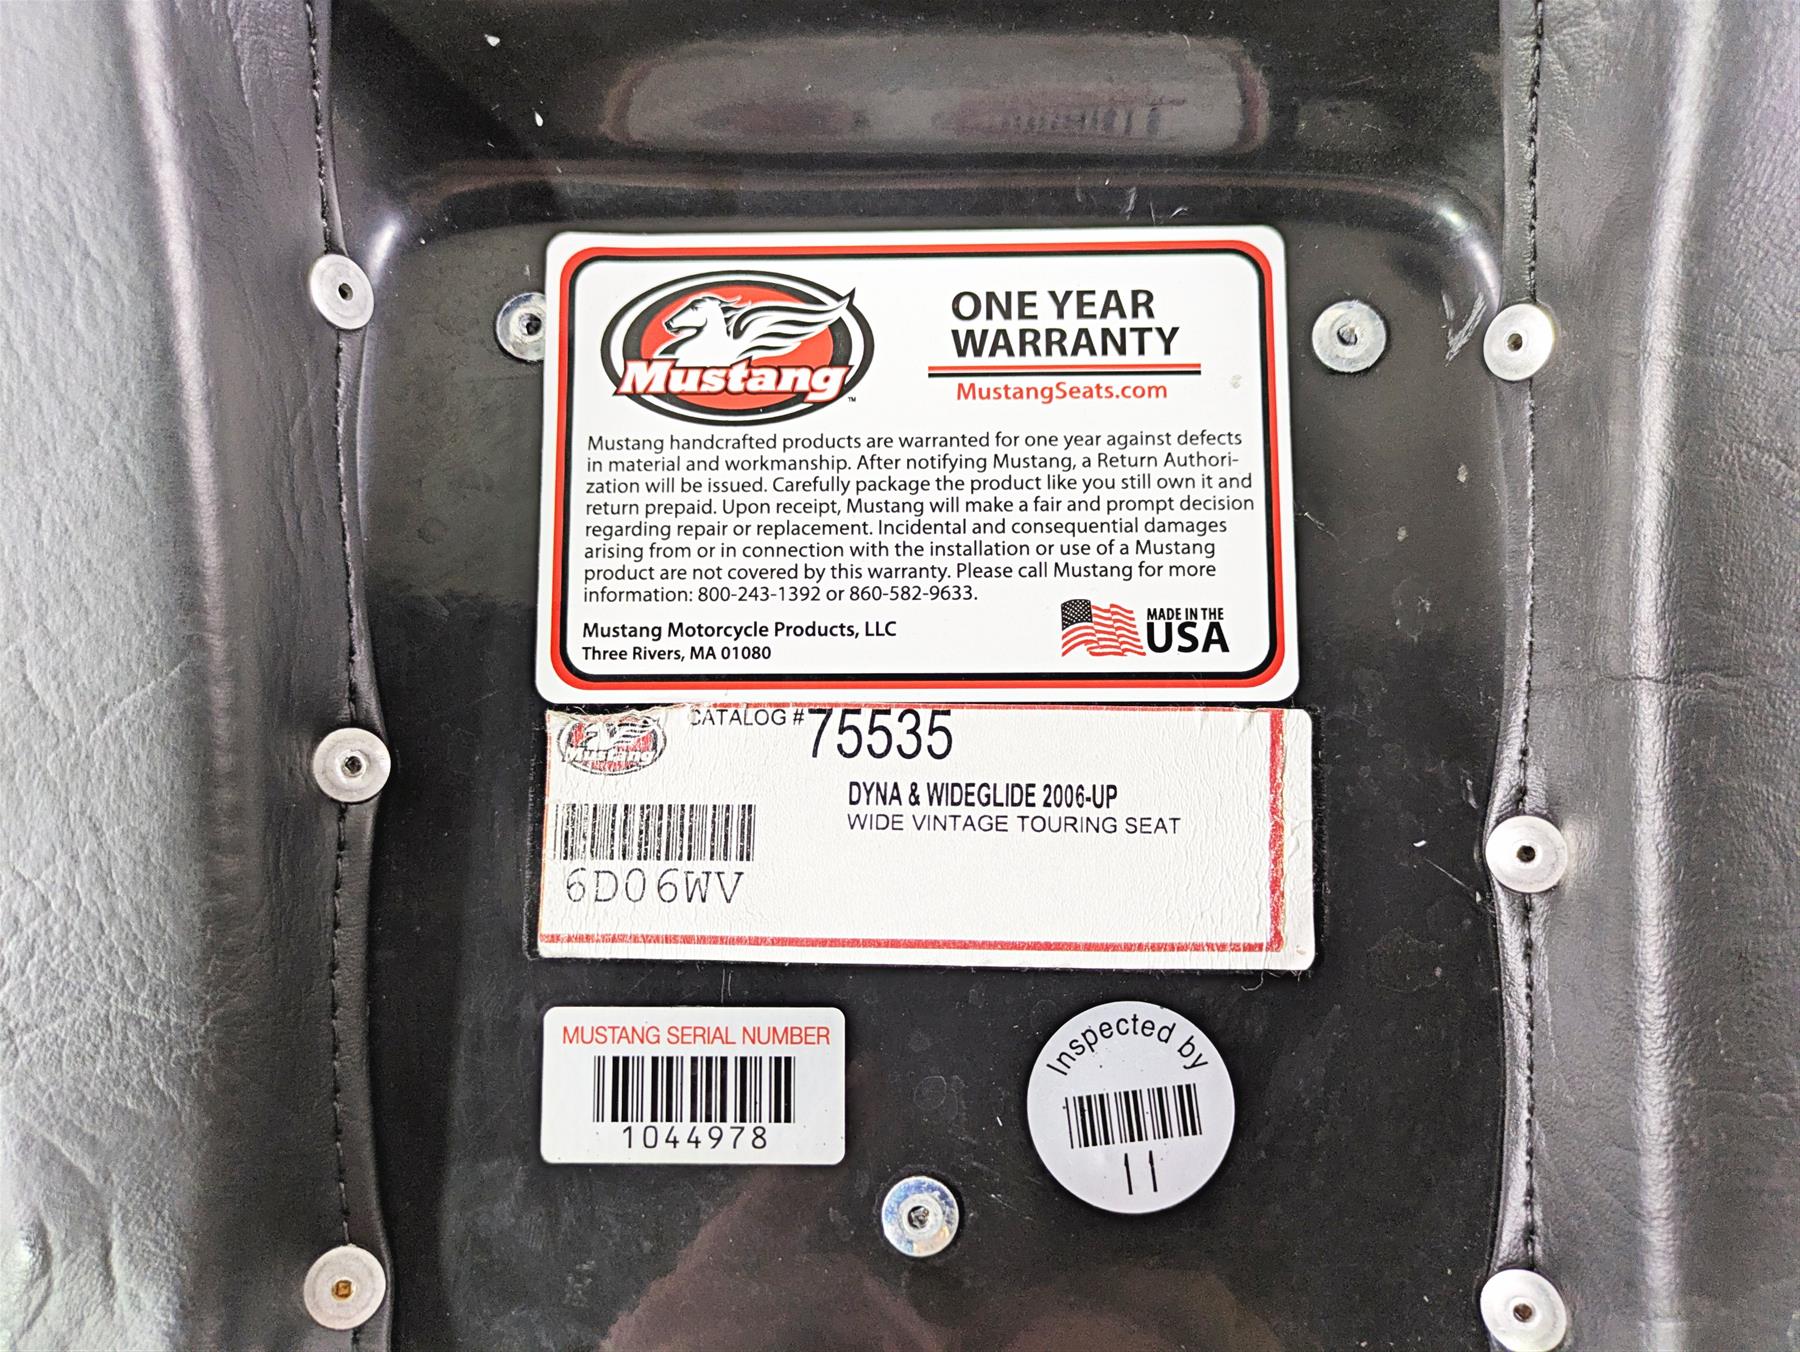 Mustang
™
ONE YEAR
WARRANTY
MustangSeats.com
Mustang handcrafted products are warranted for one year against defects
in material and workmanship. After notifying Mustang, a Return Authori-
zation will be issued. Carefully package the product like you still own it and
return prepaid. Upon receipt, Mustang will make a fair and prompt decision
regarding repair or replacement. Incidental and consequential damages
arising from or in connection with the installation or use of a Mustang
product are not covered by this warranty. Please call Mustang for more
information: 800-243-1392 or 860-582-9633.
Mustang Motorcycle Products, LLC
Three Rivers, MA 01080
MADE IN THE
USA
Mustang
CATALOG # 75535
DYNA & WIDEGLIDE 2006-UP
WIDE VINTAGE TOURING SEAT
6D06WV
MUSTANG SERIAL NUMBER
1044978
Inspected by
11